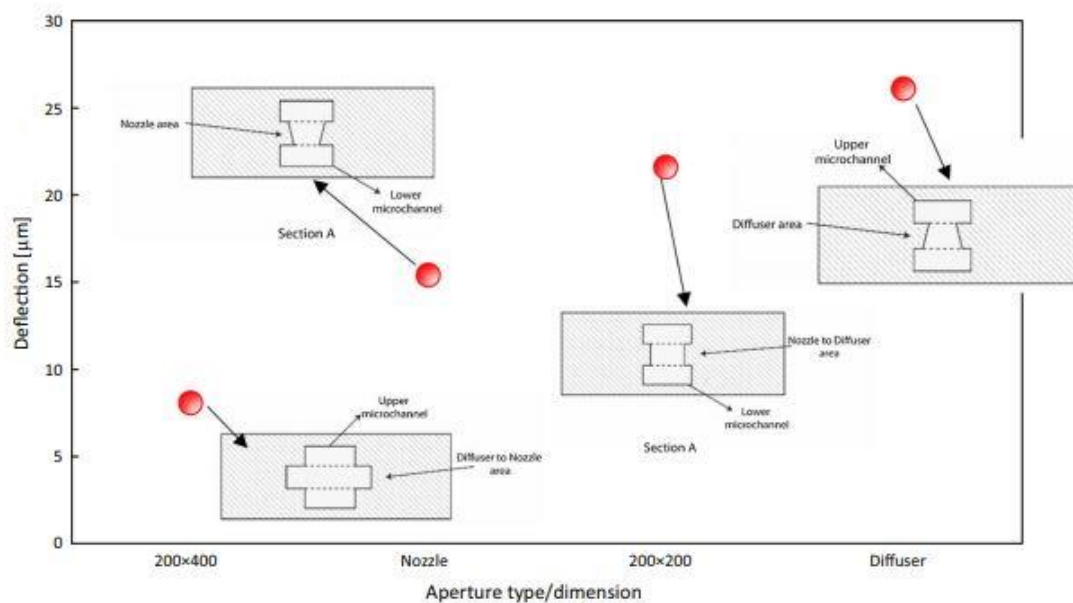 30
25
20
15
10
5
0
Deflection [µm]
Nozzle area
Lower
microchannel
Section A
Upper
microchannel
Diffuser to Nozzle
area
Nozzle to Diffuser
area
Lower
microchannel
Section A
Upper
microchannel
Diffuser area
200×400
Nozzle
200×200
Diffuser
Aperture type/dimension